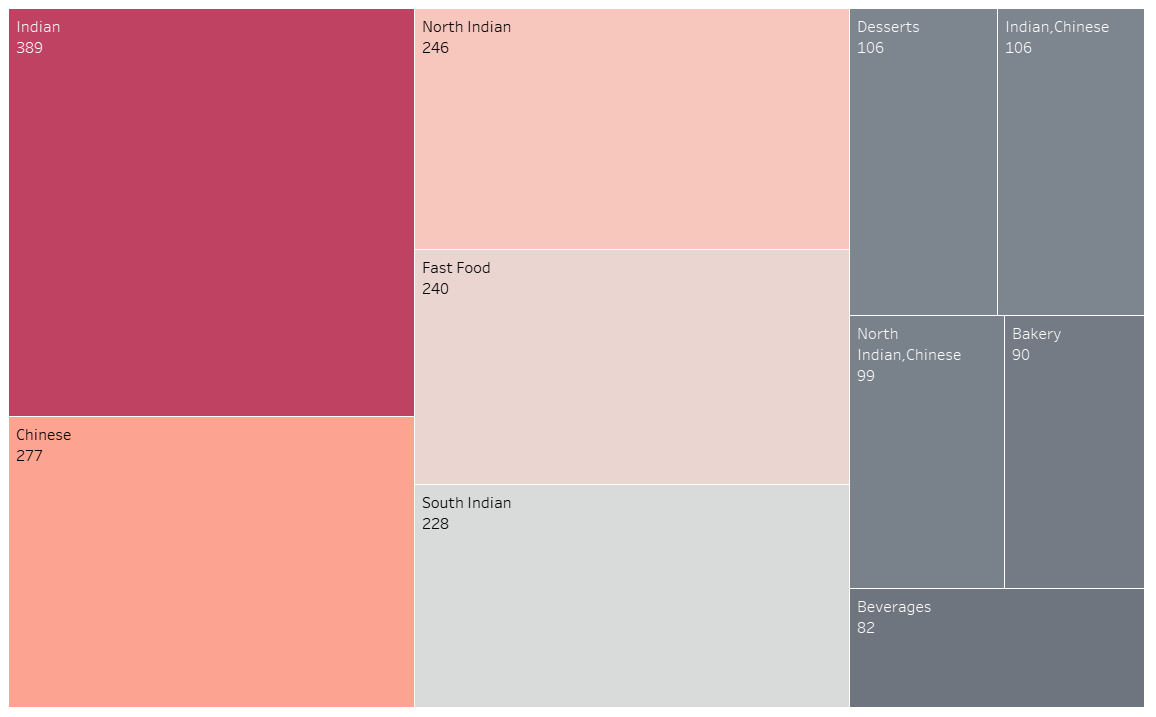 Indian
389
Chinese
277
North Indian
246
Fast Food
240
South Indian
228
Desserts
106
Indian,Chinese
106
North
Indian,Chinese
99
Bakery
90
Beverages
82